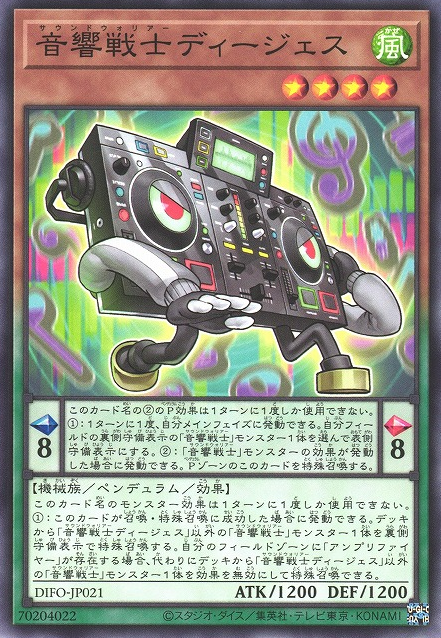 サウンドウォリアー
音響戦士ディージェス
かぜ
風
このカード名の②のP効果は1ターンに1度しか使用できない。
①：1ターンに1度、自分メインフェイズに発動できる。自分フィー
ルドの裏側守備表示の「音響戦士」モンスター1体を選んで表側
守備表示にする。②：「音響戦士」モンスターの効果が発動
した場合に発動できる。Pゾーンのこのカードを特殊召喚する。
8
8
【機械族／ペンデュラム／効果】
このカード名のモンスター効果は1ターンに1度しか使用できない。
①：このカードが召喚・特殊召喚に成功した場合に発動できる。デッキ
から「音響戦士ディージェス」以外の「音響戦士」モンスター1体を裏側
守備表示で特殊召喚する。自分のフィールドゾーンに「アンプリファイ
ヤー」が存在する場合、代わりにデッキから「音響戦士ディージェス」以外の
「音響戦士」モンスター1体を効果を無効にして特殊召喚できる。
DIFO-JP021
ATK/1200 DEF/1200
70204022
©スタジオ・ダイス／集英社・テレビ東京・KONAMI